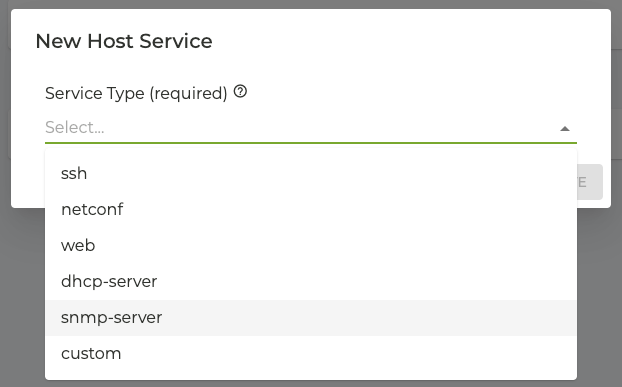 New Host Service
Service Type (required)
Select...
ssh
netconf
web
dhcp-server
snmp-server
custom